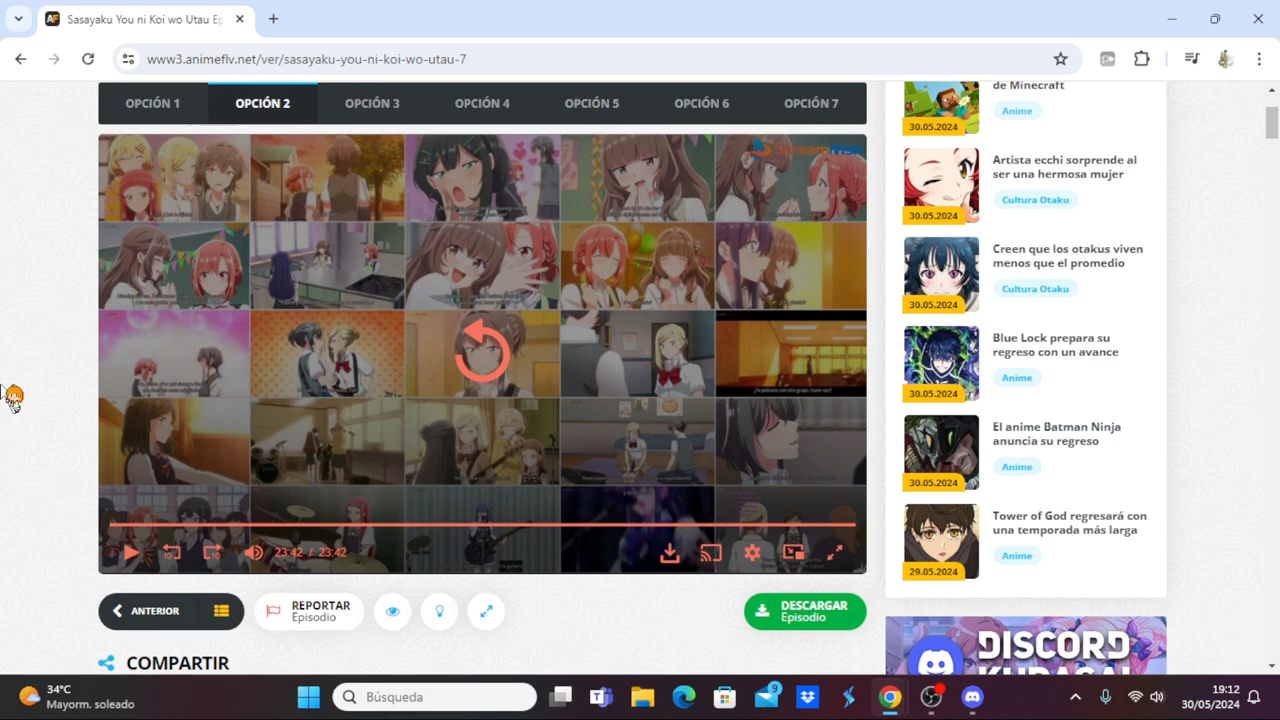 Sasayaku You ni Koi wo Utau Ep
www3.animeflv.net/ver/sasayaku-you-ni-koi-wo-utau-7
OPCIÓN 1
OPCIÓN 2
OPCIÓN 3
OPCIÓN 4
OPCIÓN 5
OPCIÓN 6
OPCIÓN 7
23:42 / 23:42
ANTERIOR
REPORTAR
Episodio
DESCARGAR
Episodio
COMPARTIR
de Minecraft
Anime
30.05.2024
Artista ecchi sorprende al
ser una hermosa mujer
Cultura Otaku
30.05.2024
Creen que los otakus viven
menos que el promedio
Cultura Otaku
30.05.2024
Blue Lock prepara su
regreso con un avance
Anime
30.05.2024
El anime Batman Ninja
anuncia su regreso
Anime
30.05.2024
Tower of God regresará con
una temporada más larga
Anime
29.05.2024
DISCORD
34°C
Mayorm. soleado
Búsqueda
9
19:12
30/05/2024